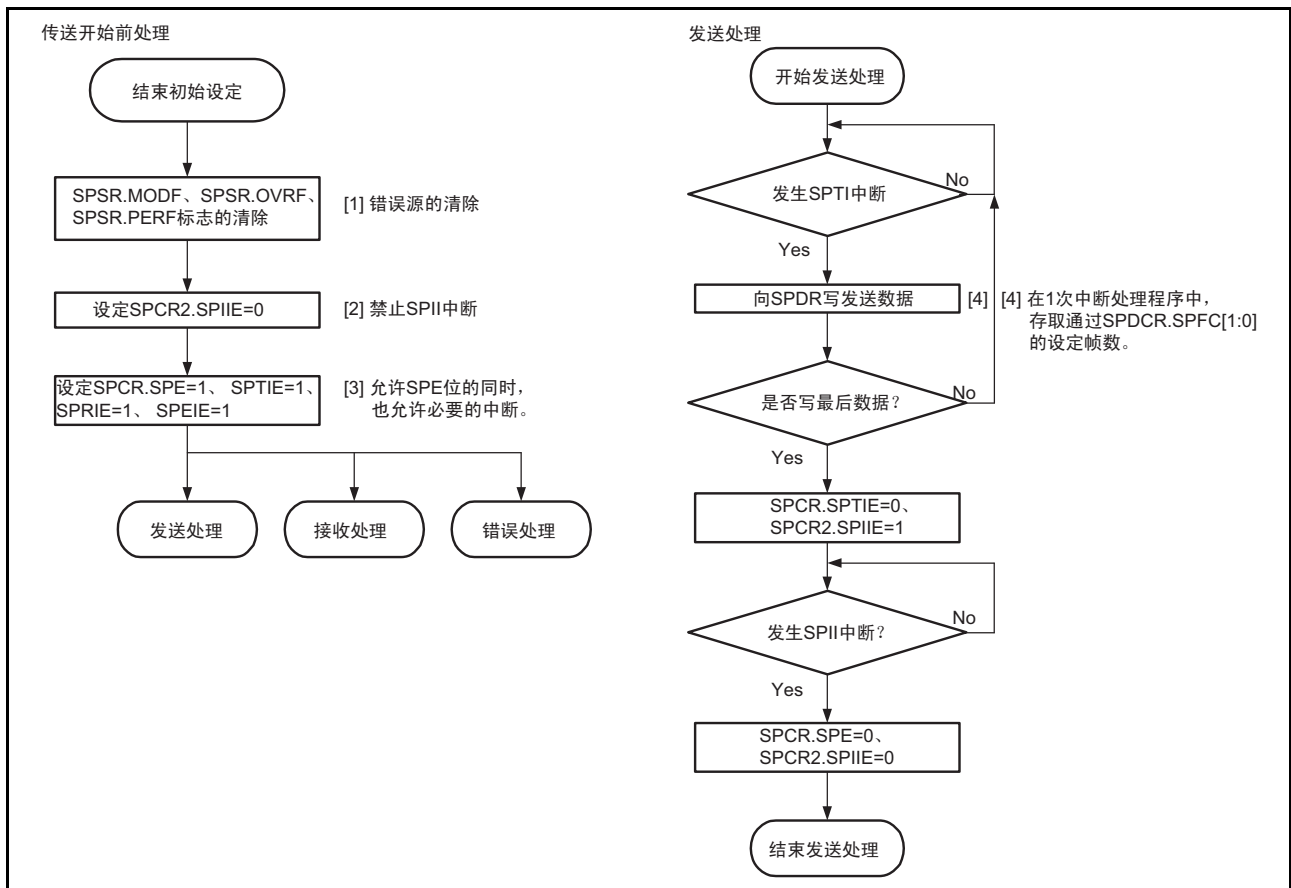 传送开始前处理
结束初始设定
SPSR.MODF、SPSR.OVRF、
SPSR.PERF标志的清除
[1] 错误源的清除
设定SPCR2.SPIIE=0
[2] 禁止SPII中断
设定SPCR.SPE=1、 SPTIE=1、
SPRIE=1、 SPEIE=1
[3] 允许SPE位的同时，
也允许必要的中断。
发送处理
接收处理
错误处理
发送处理
开始发送处理
发生SPTI中断
No
Yes
向SPDR写发送数据
[4]
[4] 在1次中断处理程序中，
存取通过SPDCR.SPFC[1:0]
的设定帧数。
是否写最后数据？
No
Yes
SPCR.SPTIE=0、
SPCR2.SPIIE=1
发生SPII中断？
No
Yes
SPCR.SPE=0、
SPCR2.SPIIE=0
结束发送处理